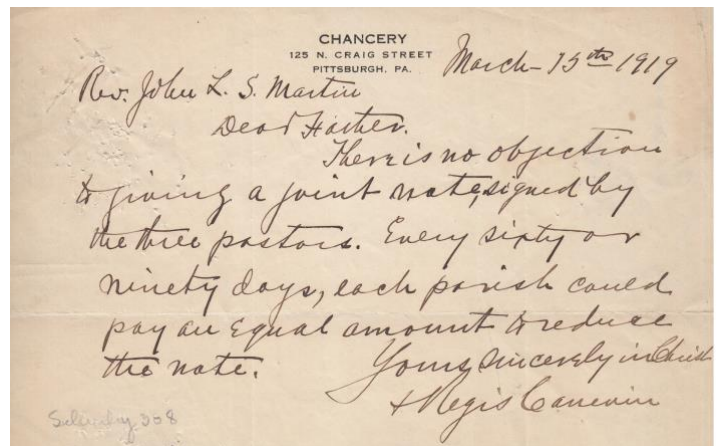 CHANCERY
125 N. CRAIG STREET
PITTSBURGH, PA.
March 15th 1919
Rev. John L. S. Martin
Dear Father.
There is no objection
to giving a joint note, signed by
the three pastors. Every sixty or
ninety days, each parish could
pay an equal amount to reduce
the note.
Yours sincerely in Christ
+ Regis Canevin
358